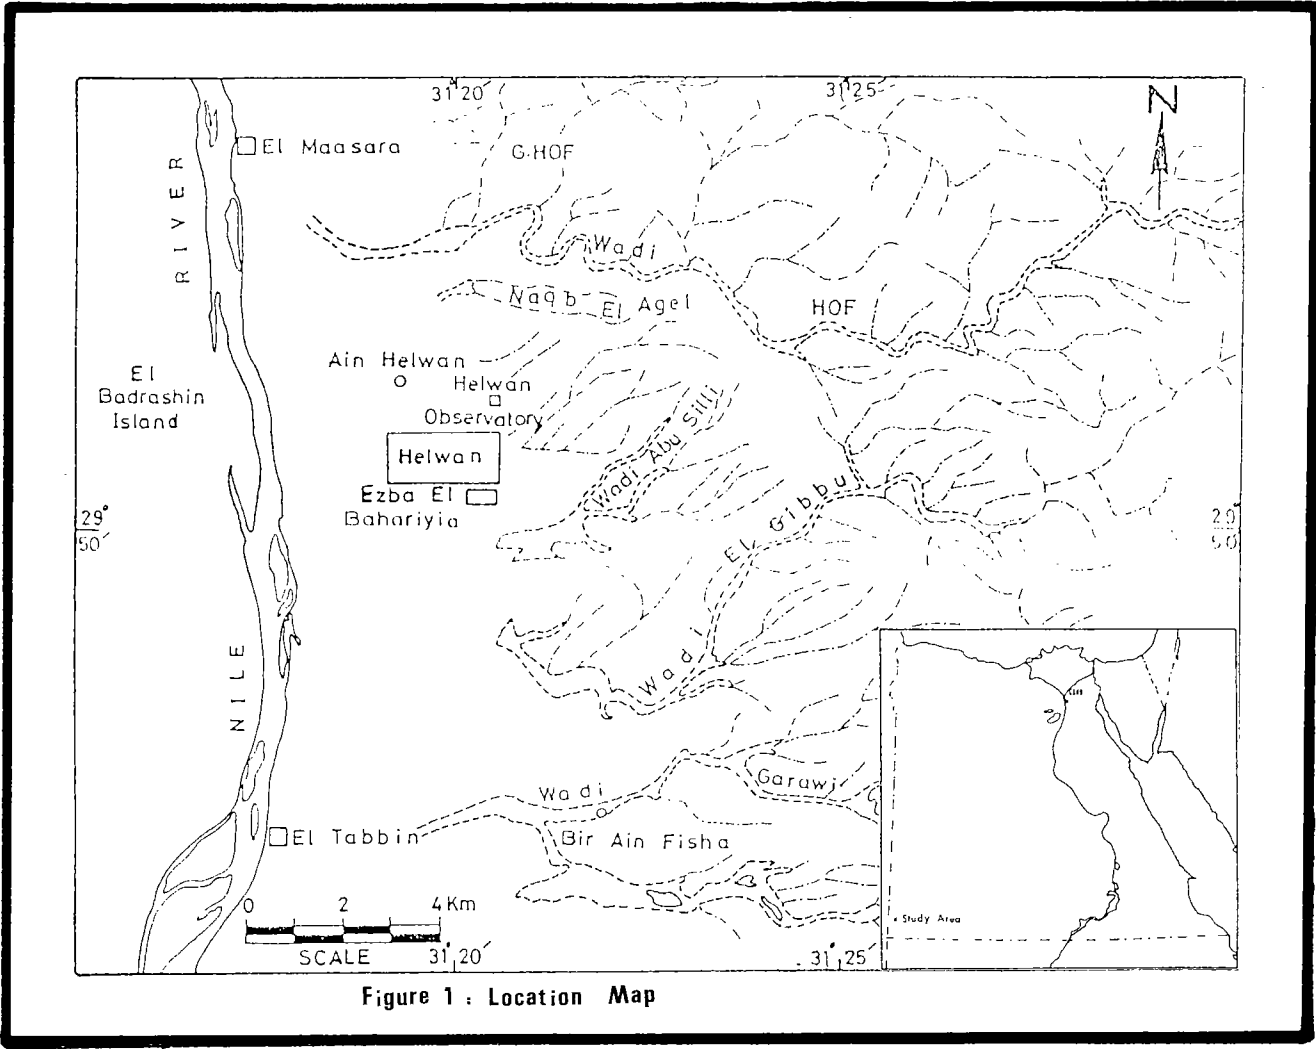 31°20′
31°25′
N
El Maasara
G.HOF
RIVER
Wadi
Naqb El Agel
HOF
Ain Helwan
El
Badrashin
Island
Helwan
Observatory
Wadi Abu Silli
Helwan
Ezba El
Bahariyia
29°
50′
29°
50′
Wadi El Gibbu
NILE
Wadi
Garawi
El Tabbin
Bir Ain Fisha
Study Area
0 2 4 Km
SCALE
31°20′
31°25
Figure 1 : Location Map